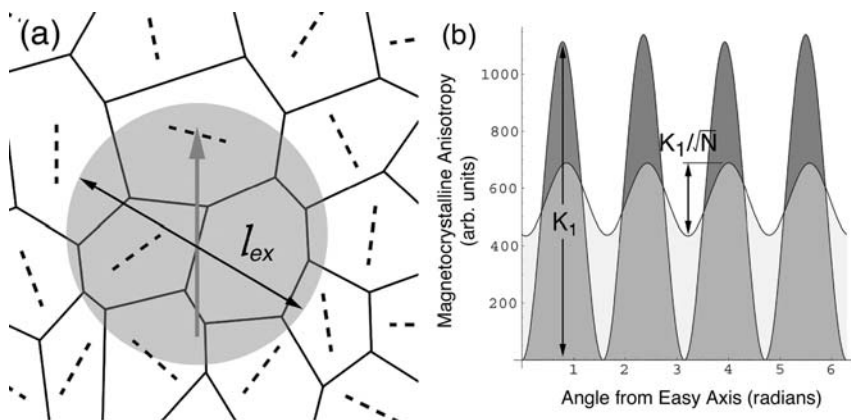 (a)
l_ex
(b)
Magnetocrystalline Anisotropy
(arb. units)
1000
800
600
400
200
K₁
K₁/√N
1 2 3 4 5 6
Angle from Easy Axis (radians)